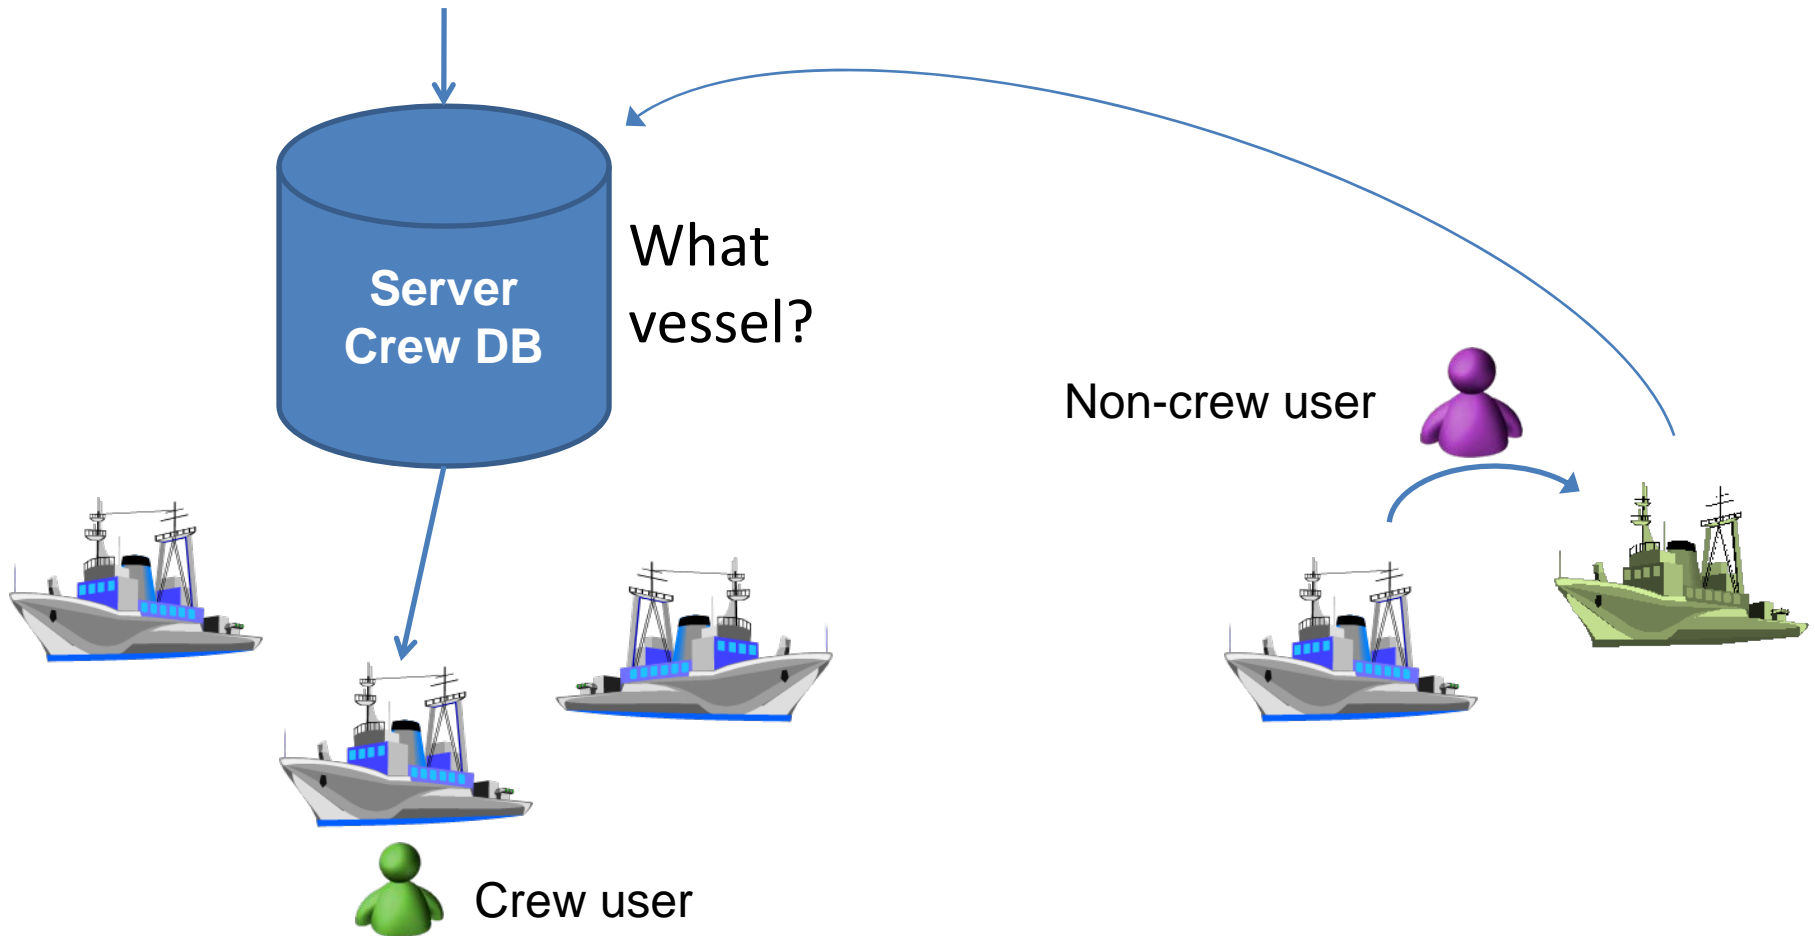 Server
Crew DB
What
vessel?
Non-crew user
Crew user